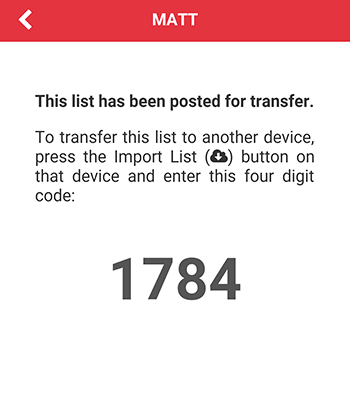 MATT
This list has been posted for transfer.
To transfer this list to another device,
press the Import List () button on
that device and enter this four digit
code:
1784